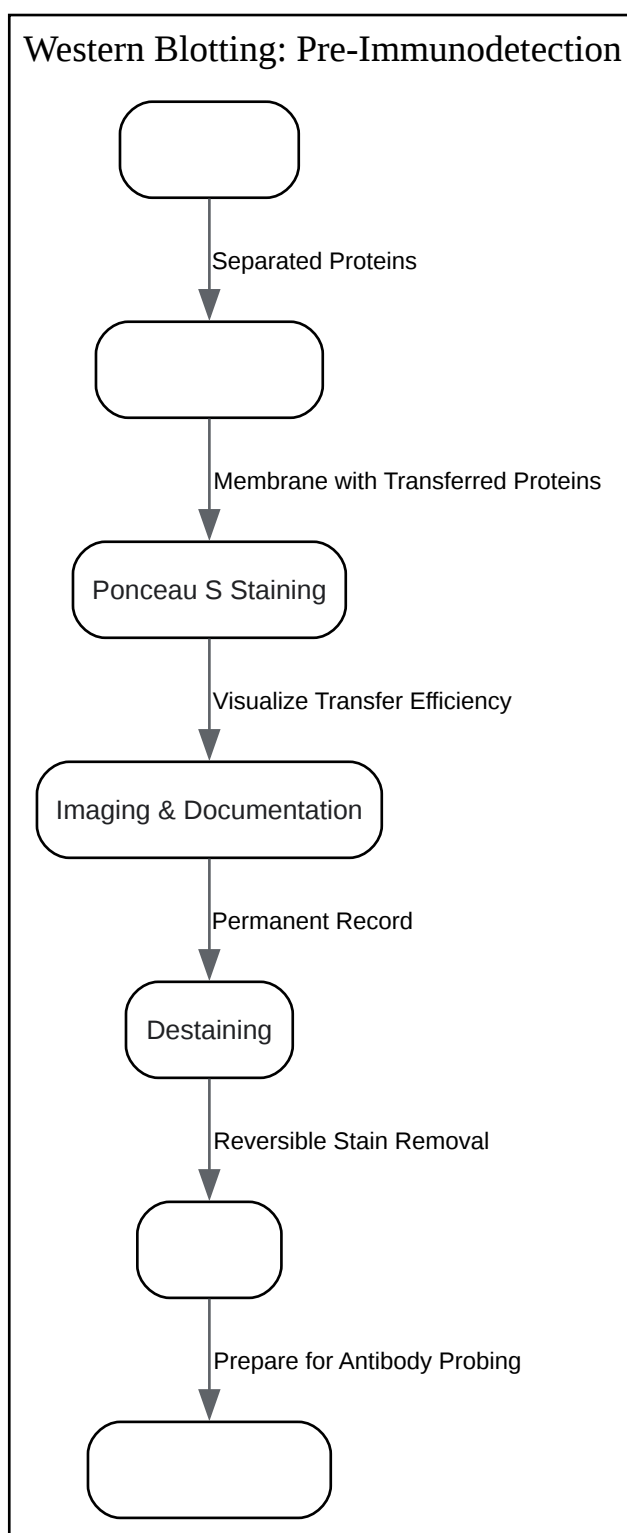 Western Blotting: Pre-Immunodetection
Separated Proteins
Membrane with Transferred Proteins
Ponceau S Staining
Visualize Transfer Efficiency
Imaging & Documentation
Permanent Record
Destaining
Reversible Stain Removal
Prepare for Antibody Probing